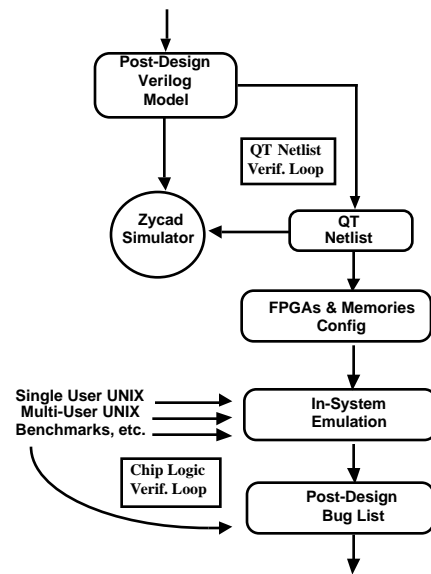 Post-Design
Verilog
Model
QT Netlist
Verif. Loop
Zycad
Simulator
QT
Netlist
FPGAs & Memories
Config
Single User UNIX
Multi-User UNIX
Benchmarks, etc.
In-System
Emulation
Chip Logic
Verif. Loop
Post-Design
Bug List